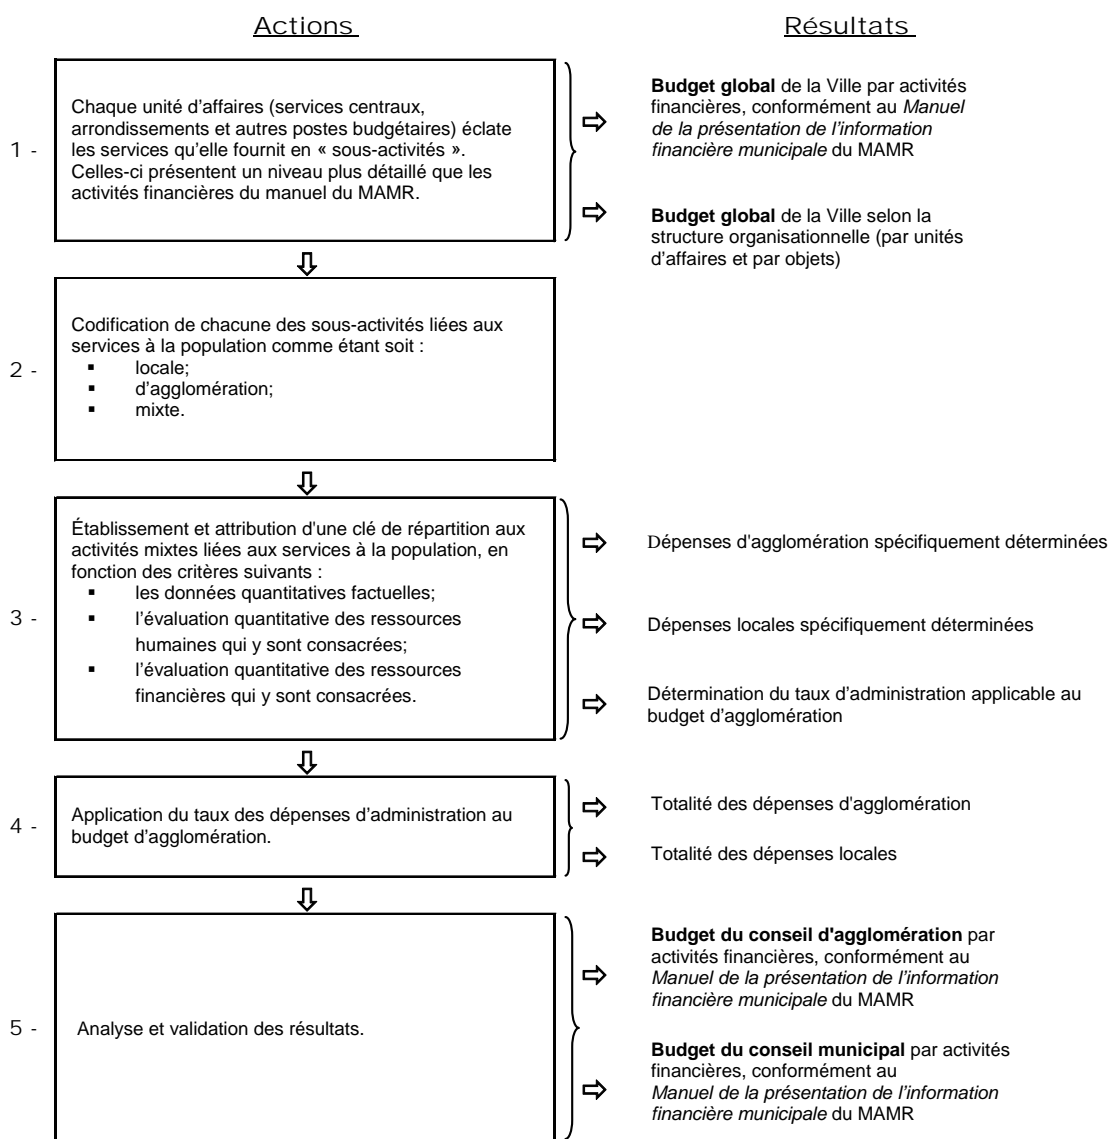 Actions
Résultats
1 -
Chaque unité d’affaires (services centraux,
arrondissements et autres postes budgétaires) éclate
les services qu’elle fournit en « sous-activités ».
Celles-ci présentent un niveau plus détaillé que les
activités financières du manuel du MAMR.
Budget global de la Ville par activités
financières, conformément au Manuel
de la présentation de l’information
financière municipale du MAMR
Budget global de la Ville selon la
structure organisationnelle (par unités
d’affaires et par objets)
2 -
Codification de chacune des sous-activités liées aux
services à la population comme étant soit :
▪ locale;
▪ d’agglomération;
▪ mixte.
3 -
Établissement et attribution d'une clé de répartition aux
activités mixtes liées aux services à la population, en
fonction des critères suivants :
▪ les données quantitatives factuelles;
▪ l’évaluation quantitative des ressources
humaines qui y sont consacrées;
▪ l’évaluation quantitative des ressources
financières qui y sont consacrées.
Dépenses d'agglomération spécifiquement déterminées
Dépenses locales spécifiquement déterminées
Détermination du taux d’administration applicable au
budget d’agglomération
4 -
Application du taux des dépenses d’administration au
budget d’agglomération.
Totalité des dépenses d'agglomération
Totalité des dépenses locales
5 -
Analyse et validation des résultats.
Budget du conseil d'agglomération par
activités financières, conformément au
Manuel de la présentation de l’information
financière municipale du MAMR
Budget du conseil municipal par activités
financières, conformément au
Manuel de la présentation de l’information
financière municipale du MAMR